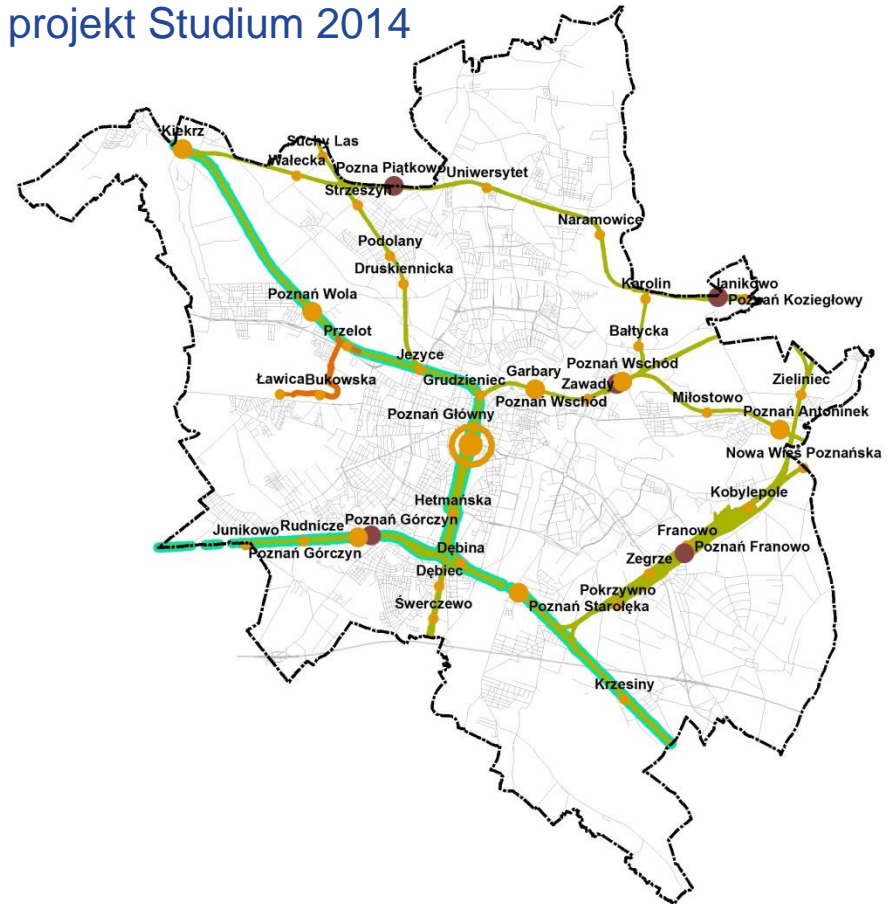 projekt Studium 2014
Kiekrz
Suchy Las
Wałecka
Pozna Piątkowo
Uniwersytet
Strzeszyn
Naramowice
Podolany
Druskiennicka
Karolin
Janikowo
Poznań Koziegłowy
Poznań Wola
Przelot
Bałtycka
Jezyce
Garbary
Poznań Wschód
Zieliniec
Ławica
Bukowska
Grudzieniec
Zawady
Poznań Wschód
Miłostowo
Poznań Antoninek
Poznań Główny
Nowa Wieś Poznańska
Kobylepole
Hetmańska
Junikowo
Rudnicze
Poznań Górczyn
Poznań Górczyn
Franowo
Poznań Franowo
Dębina
Zegrze
Dębiec
Pokrzywno
Poznań Starołęka
Świerczewo
Krzesiny